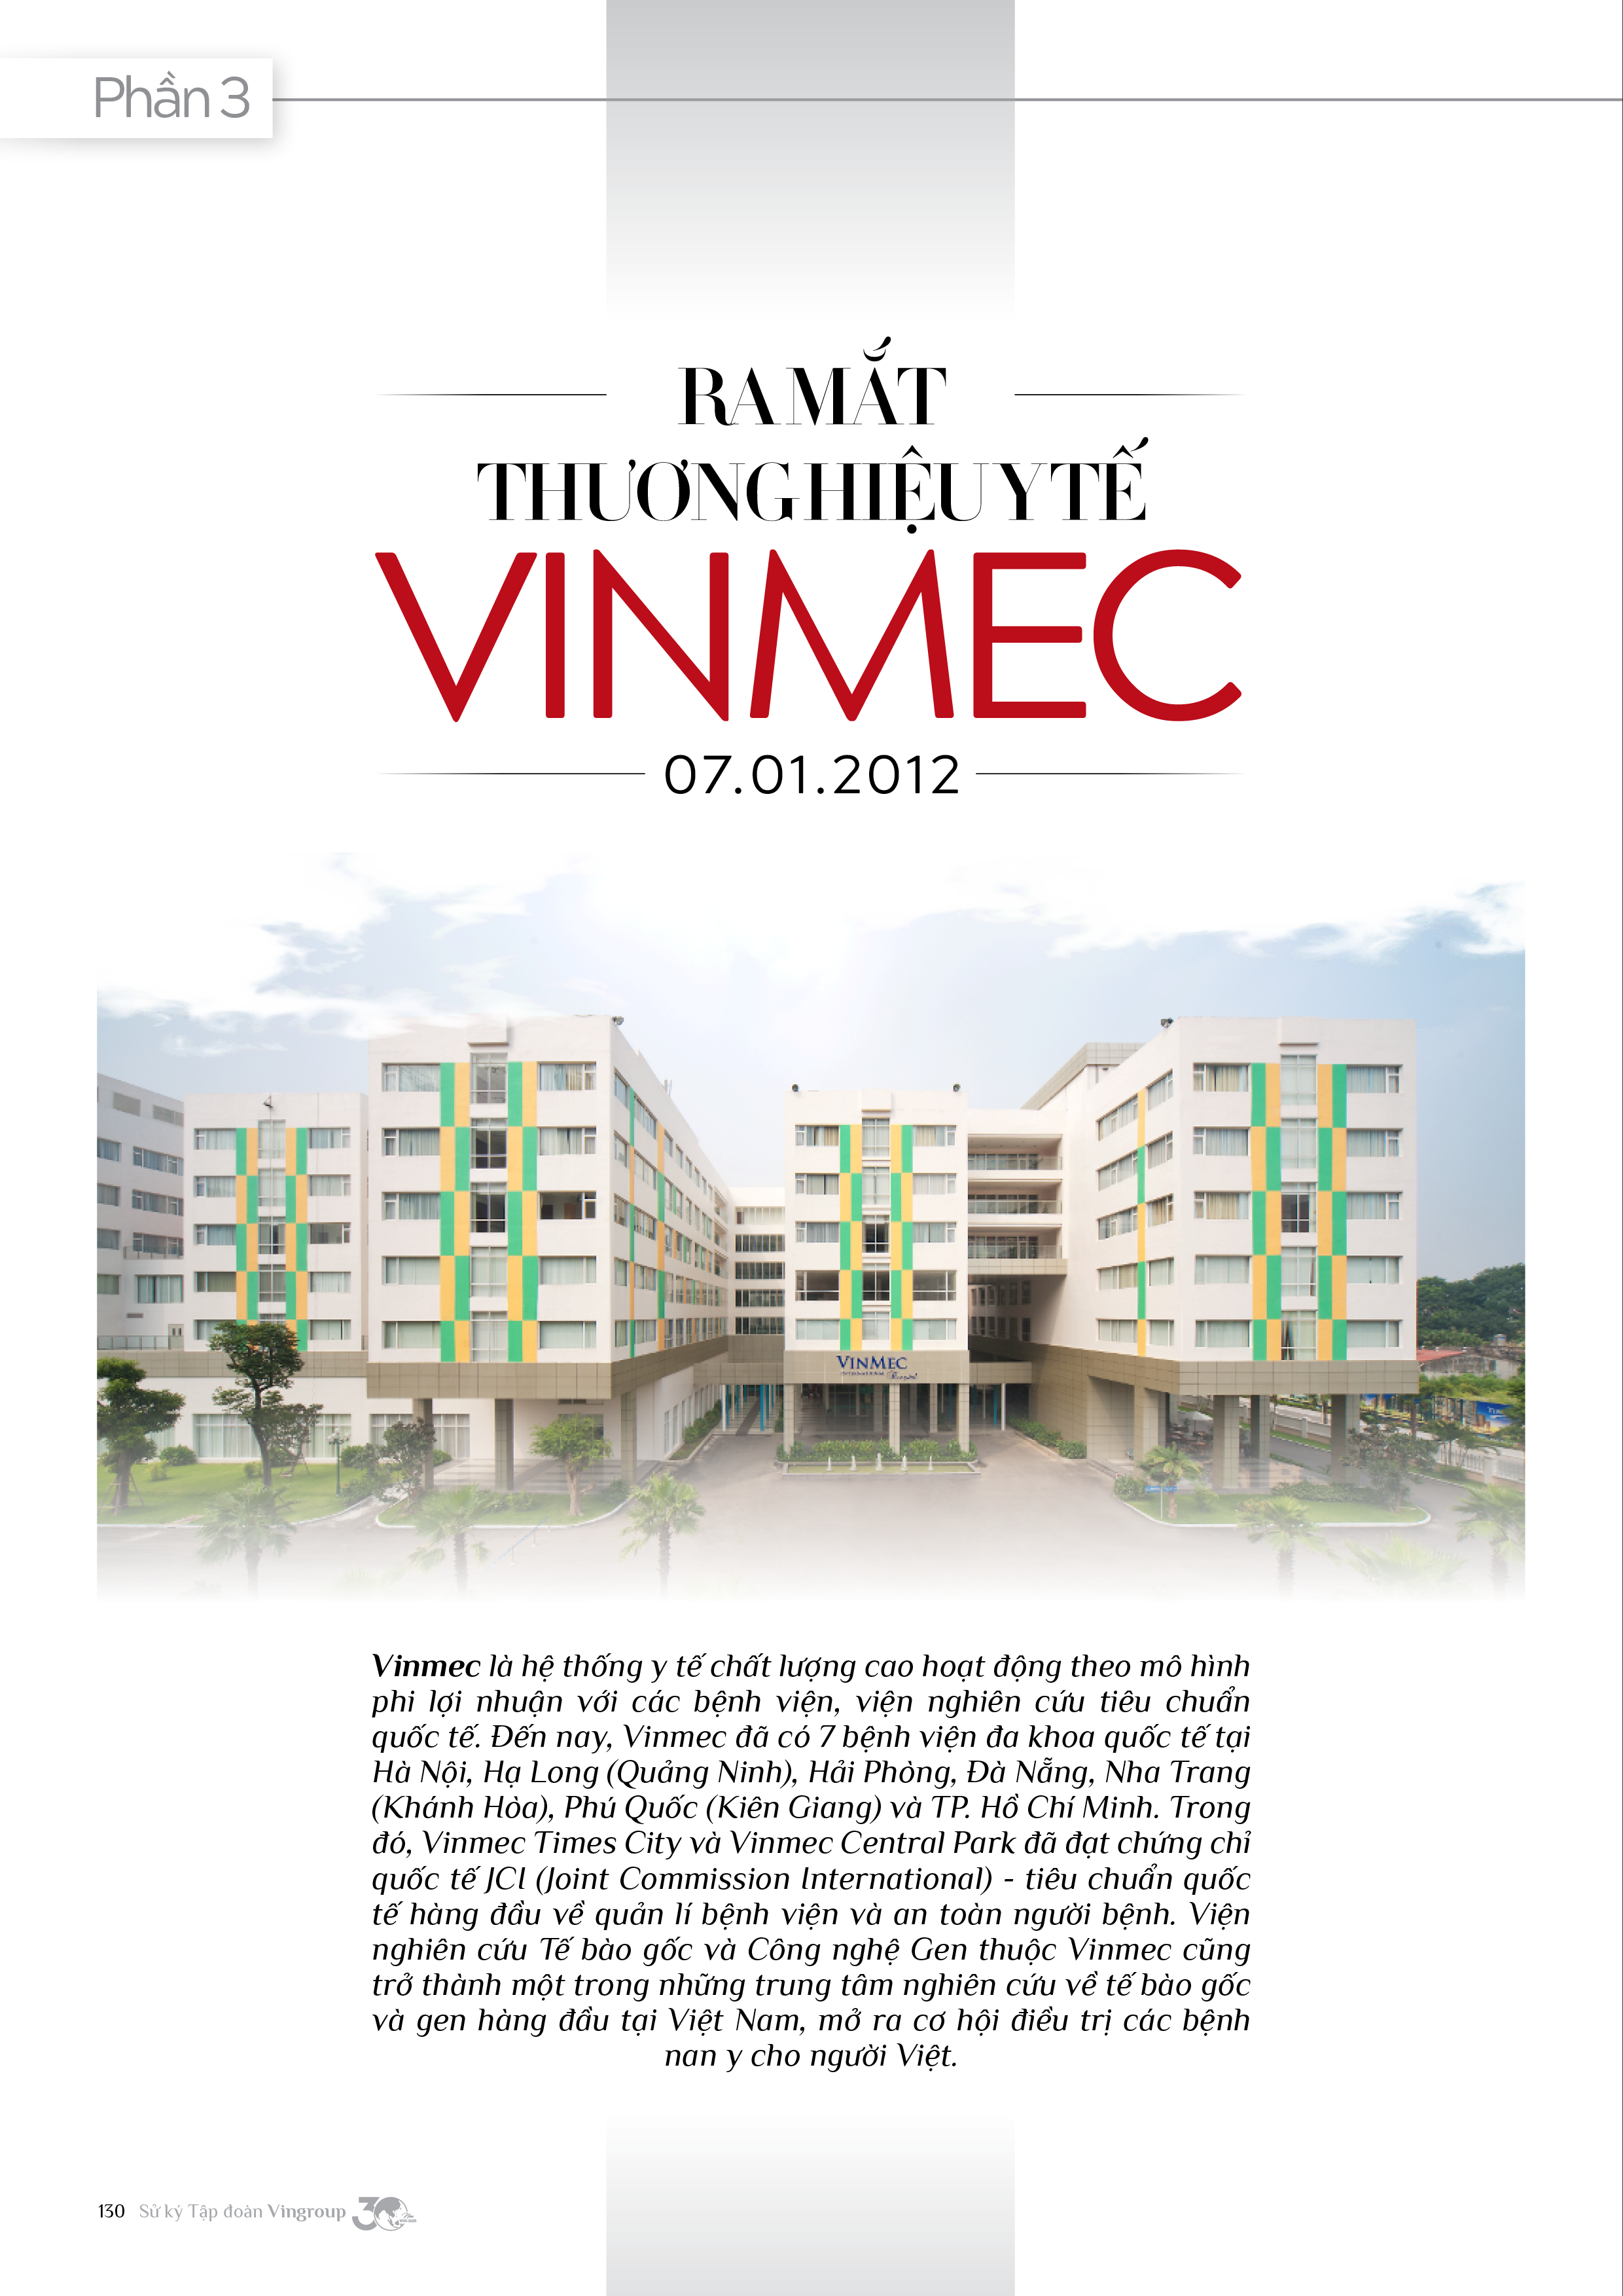 Phần 3
RA MẮT
THƯƠNG HIỆU Y TẾ
VINMEC
07.01.2012
VINMEC
Vinmec là hệ thống y tế chất lượng cao hoạt động theo mô hình
phi lợi nhuận với các bệnh viện, viện nghiên cứu tiêu chuẩn
quốc tế. Đến nay, Vinmec đã có 7 bệnh viện đa khoa quốc tế tại
Hà Nội, Hạ Long (Quảng Ninh), Hải Phòng, Đà Nẵng, Nha Trang
(Khánh Hòa), Phú Quốc (Kiên Giang) và TP. Hồ Chí Minh. Trong
đó, Vinmec Times City và Vinmec Central Park đã đạt chứng chỉ
quốc tế JCI (Joint Commission International) - tiêu chuẩn quốc
tế hàng đầu về quản lí bệnh viện và an toàn người bệnh. Viện
nghiên cứu Tế bào gốc và Công nghệ Gen thuộc Vinmec cũng
trở thành một trong những trung tâm nghiên cứu về tế bào gốc
và gen hàng đầu tại Việt Nam, mở ra cơ hội điều trị các bệnh
nan y cho người Việt.
130 Sử ký Tập đoàn Vingroup 30